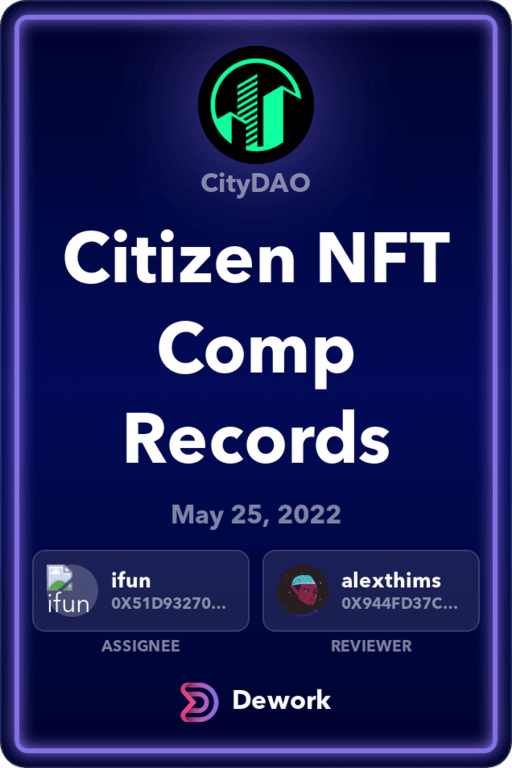 CityDAO
Citizen NFT
Comp
Records
May 25, 2022
ifun
ifun
0X51D93270...
ASSIGNEE
alexthims
0X944FD37C...
REVIEWER
Dework